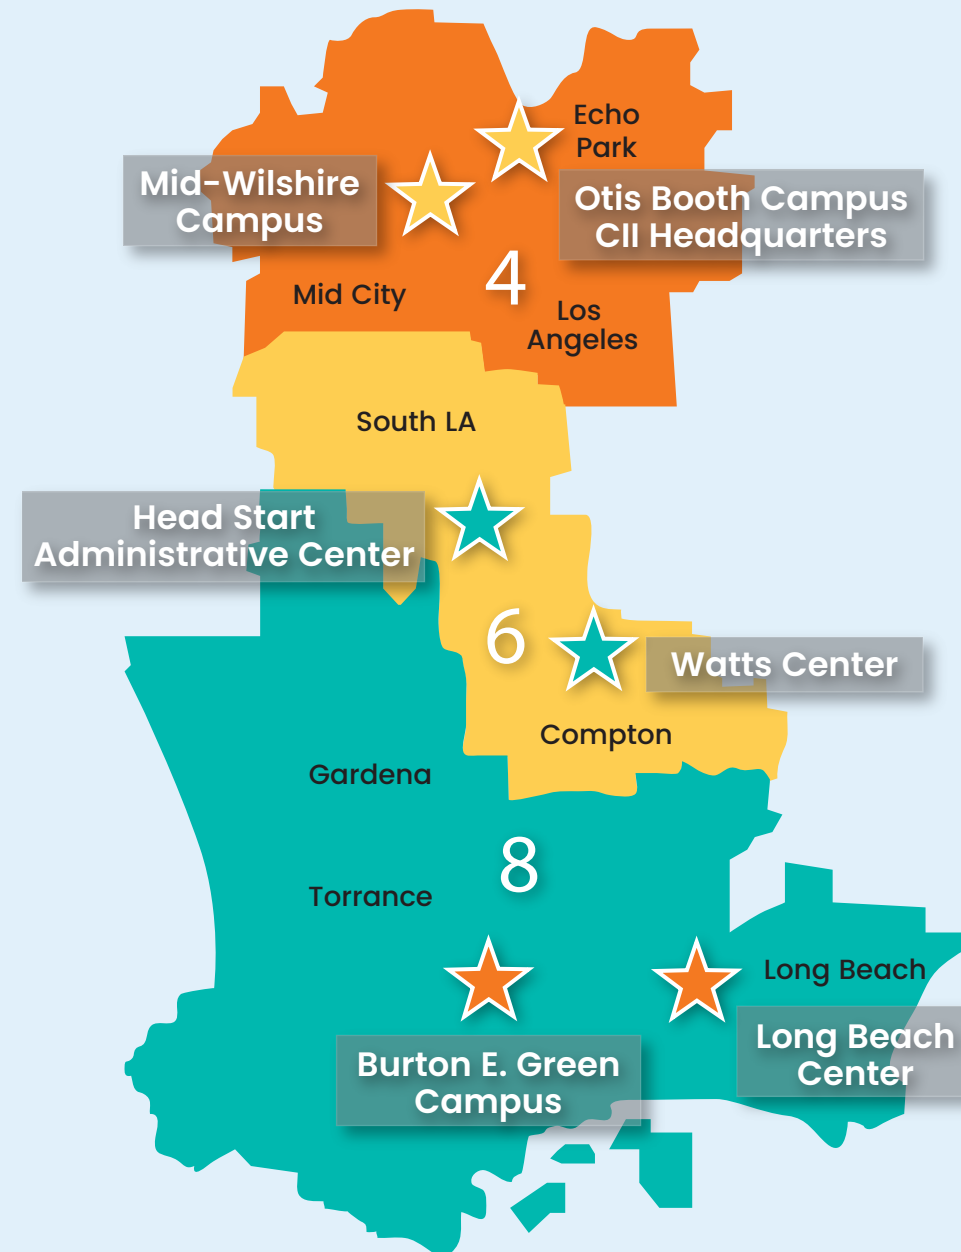 Echo
Park
Mid-Wilshire
Campus
Otis Booth Campus
CII Headquarters
4
Mid City
Los
Angeles
South LA
Head Start
Administrative Center
6
Watts Center
Compton
Gardena
8
Torrance
Long Beach
Long Beach
Center
Burton E. Green
Campus